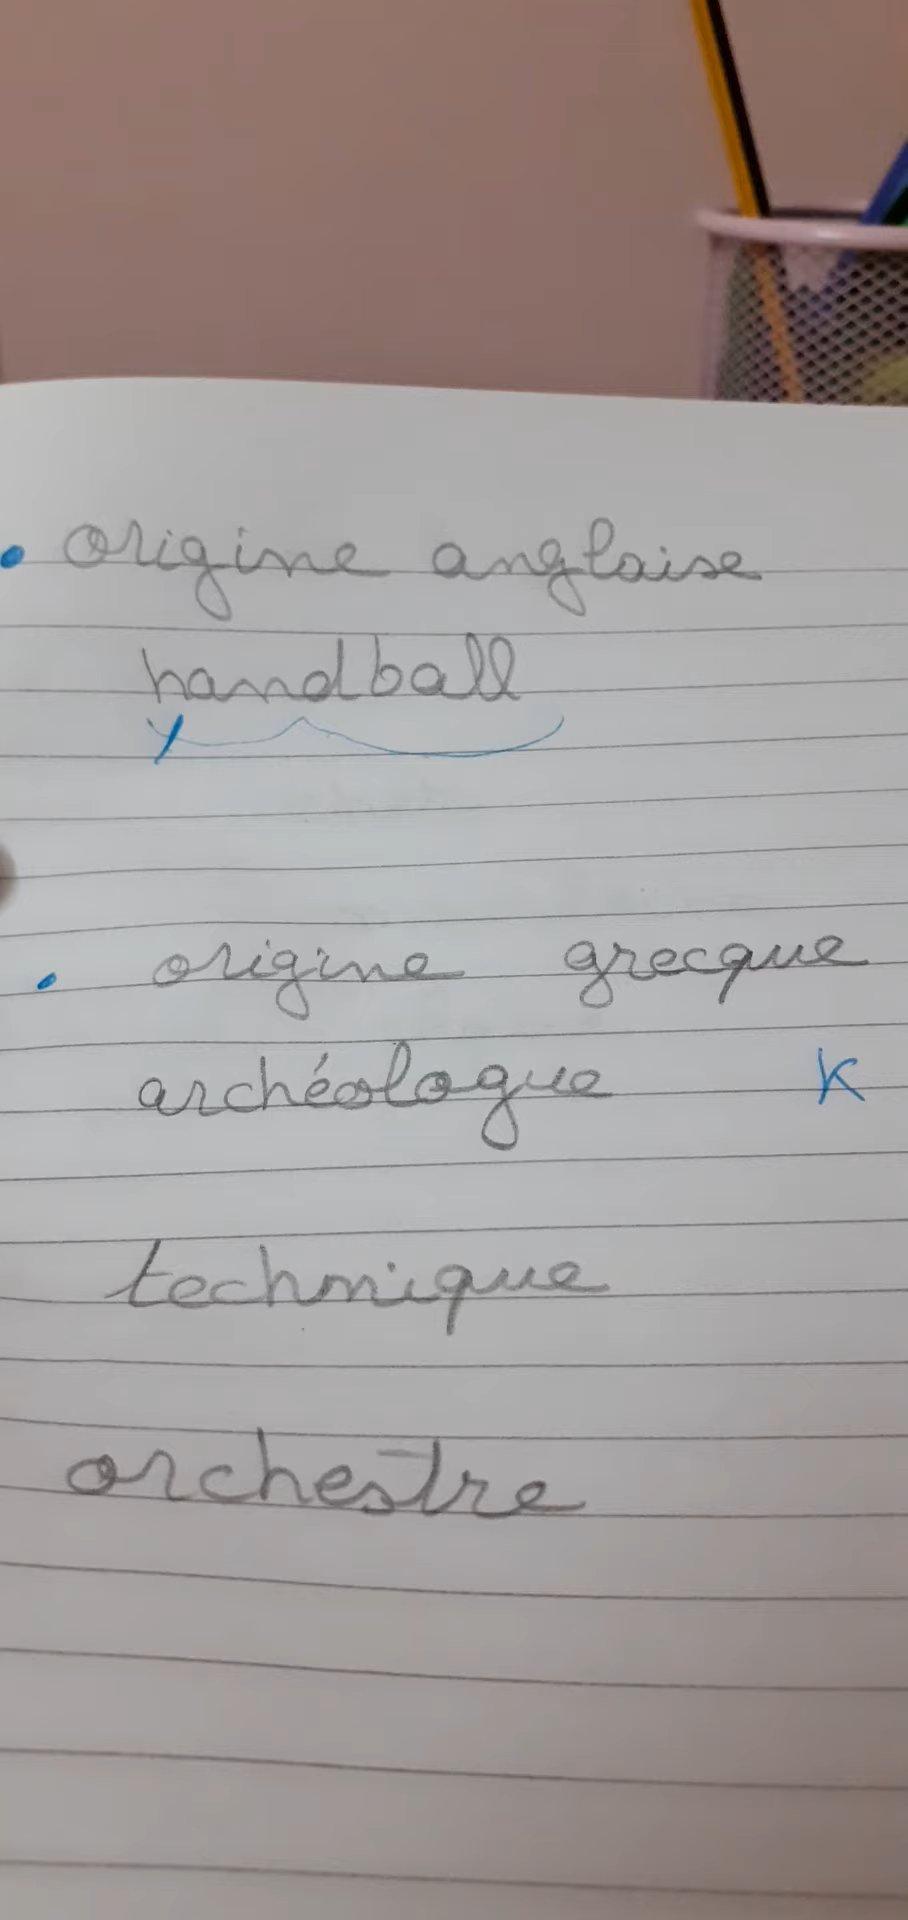 • origine anglaise
handball
• origine grecque
archéologue K
technique
orchestre